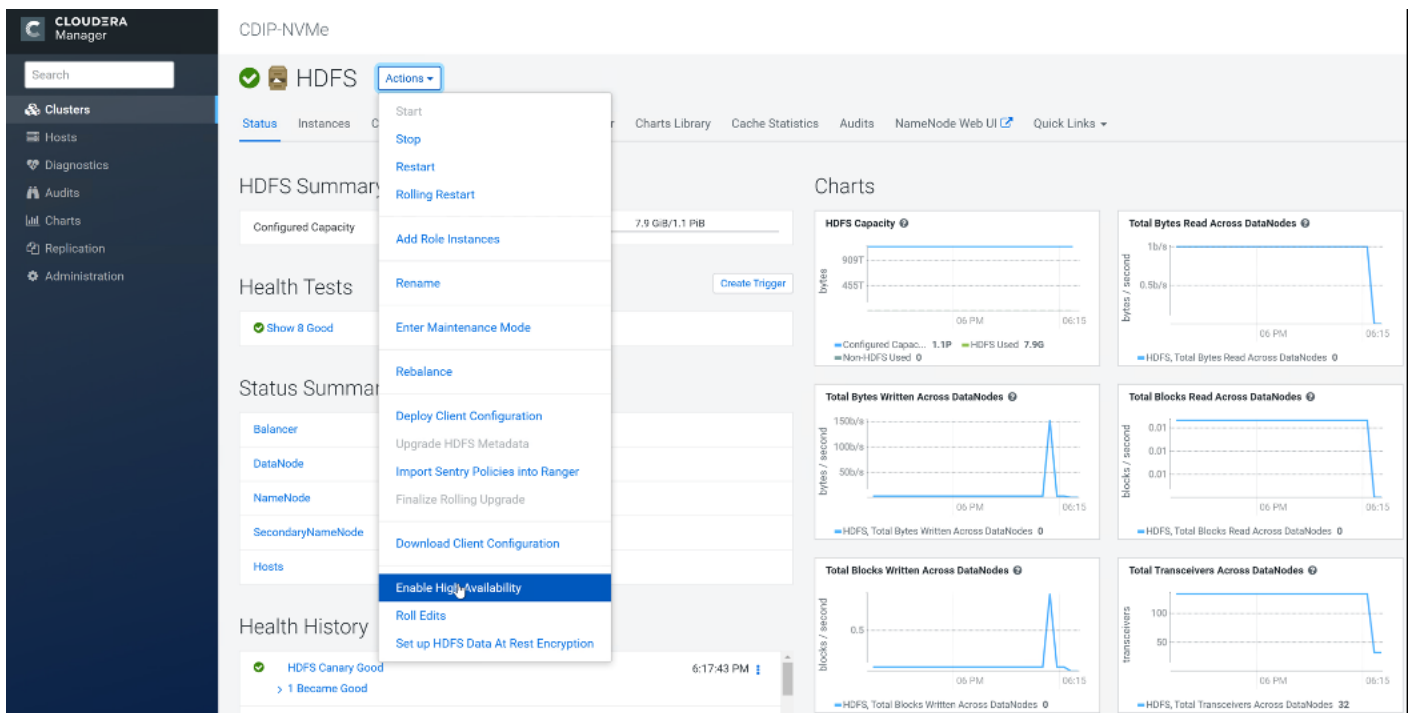 CLOUDERA
Manager
Search
Clusters
Hosts
Diagnostics
Audits
Charts
Replication
Administration
CDIP-NVMe
HDFS
Actions
Status Instances C r Charts Library Cache Statistics Audits NameNode Web UI Quick Links
Start
Stop
Restart
Rolling Restart
Add Role Instances
Rename
Enter Maintenance Mode
Rebalance
Deploy Client Configuration
Upgrade HDFS Metadata
Import Sentry Policies into Ranger
Finalize Rolling Upgrade
Download Client Configuration
Enable High Availability
Roll Edits
Set up HDFS Data At Rest Encryption
HDFS Summary
Configured Capacity 7.9 GiB/1.1 PiB
Health Tests
Create Trigger
Show 8 Good
Status Summar
Balancer
DataNode
NameNode
SecondaryNameNode
Hosts
Health History
HDFS Canary Good 6:17:43 PM
> 1 Became Good
Charts
HDFS Capacity
bytes
909T
455T
06 PM 06:15
Configured Capac... 1.1P HDFS Used 7.9G
Non-HDFS Used 0
Total Bytes Read Across DataNodes
bytes / second
1b/s
0.5b/s
06 PM 06:15
HDFS, Total Bytes Read Across DataNodes 0
Total Bytes Written Across DataNodes
bytes / second
150b/s
100b/s
50b/s
06 PM 06:15
HDFS, Total Bytes Written Across DataNodes 0
Total Blocks Read Across DataNodes
blocks / second
0.01
0.01
0.01
06 PM 06:15
HDFS, Total Blocks Read Across DataNodes 0
Total Blocks Written Across DataNodes
blocks / second
0.5
06 PM 06:15
HDFS, Total Blocks Written Across DataNodes 0
Total Transceivers Across DataNodes
transceivers
100
50
06 PM 06:15
HDFS, Total Transceivers Across DataNodes 32